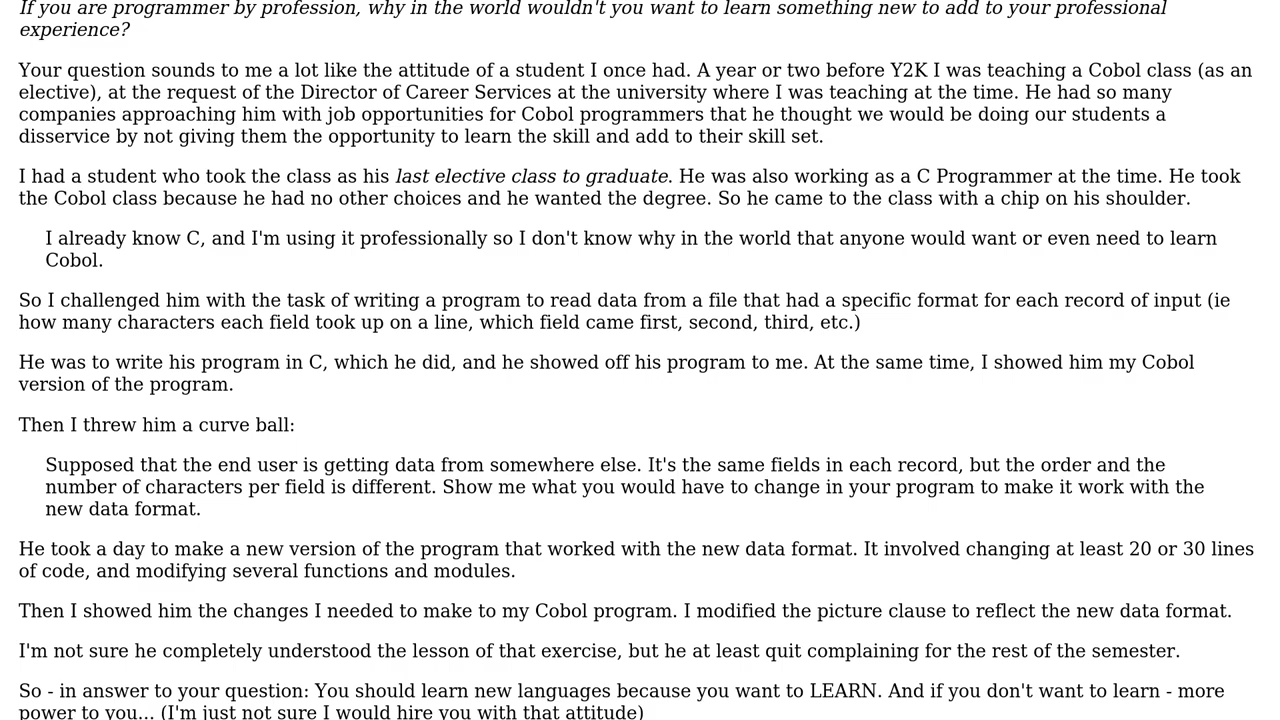 If you are programmer by profession, why in the world wouldn't you want to learn something new to add to your professional
experience?
Your question sounds to me a lot like the attitude of a student I once had. A year or two before Y2K I was teaching a Cobol class (as an
elective), at the request of the Director of Career Services at the university where I was teaching at the time. He had so many
companies approaching him with job opportunities for Cobol programmers that he thought we would be doing our students a
disservice by not giving them the opportunity to learn the skill and add to their skill set.
I had a student who took the class as his last elective class to graduate. He was also working as a C Programmer at the time. He took
the Cobol class because he had no other choices and he wanted the degree. So he came to the class with a chip on his shoulder.
I already know C, and I'm using it professionally so I don't know why in the world that anyone would want or even need to learn
Cobol.
So I challenged him with the task of writing a program to read data from a file that had a specific format for each record of input (ie
how many characters each field took up on a line, which field came first, second, third, etc.)
He was to write his program in C, which he did, and he showed off his program to me. At the same time, I showed him my Cobol
version of the program.
Then I threw him a curve ball:
Supposed that the end user is getting data from somewhere else. It's the same fields in each record, but the order and the
number of characters per field is different. Show me what you would have to change in your program to make it work with the
new data format.
He took a day to make a new version of the program that worked with the new data format. It involved changing at least 20 or 30 lines
of code, and modifying several functions and modules.
Then I showed him the changes I needed to make to my Cobol program. I modified the picture clause to reflect the new data format.
I'm not sure he completely understood the lesson of that exercise, but he at least quit complaining for the rest of the semester.
So - in answer to your question: You should learn new languages because you want to LEARN. And if you don't want to learn - more
power to you... (I'm just not sure I would hire you with that attitude)